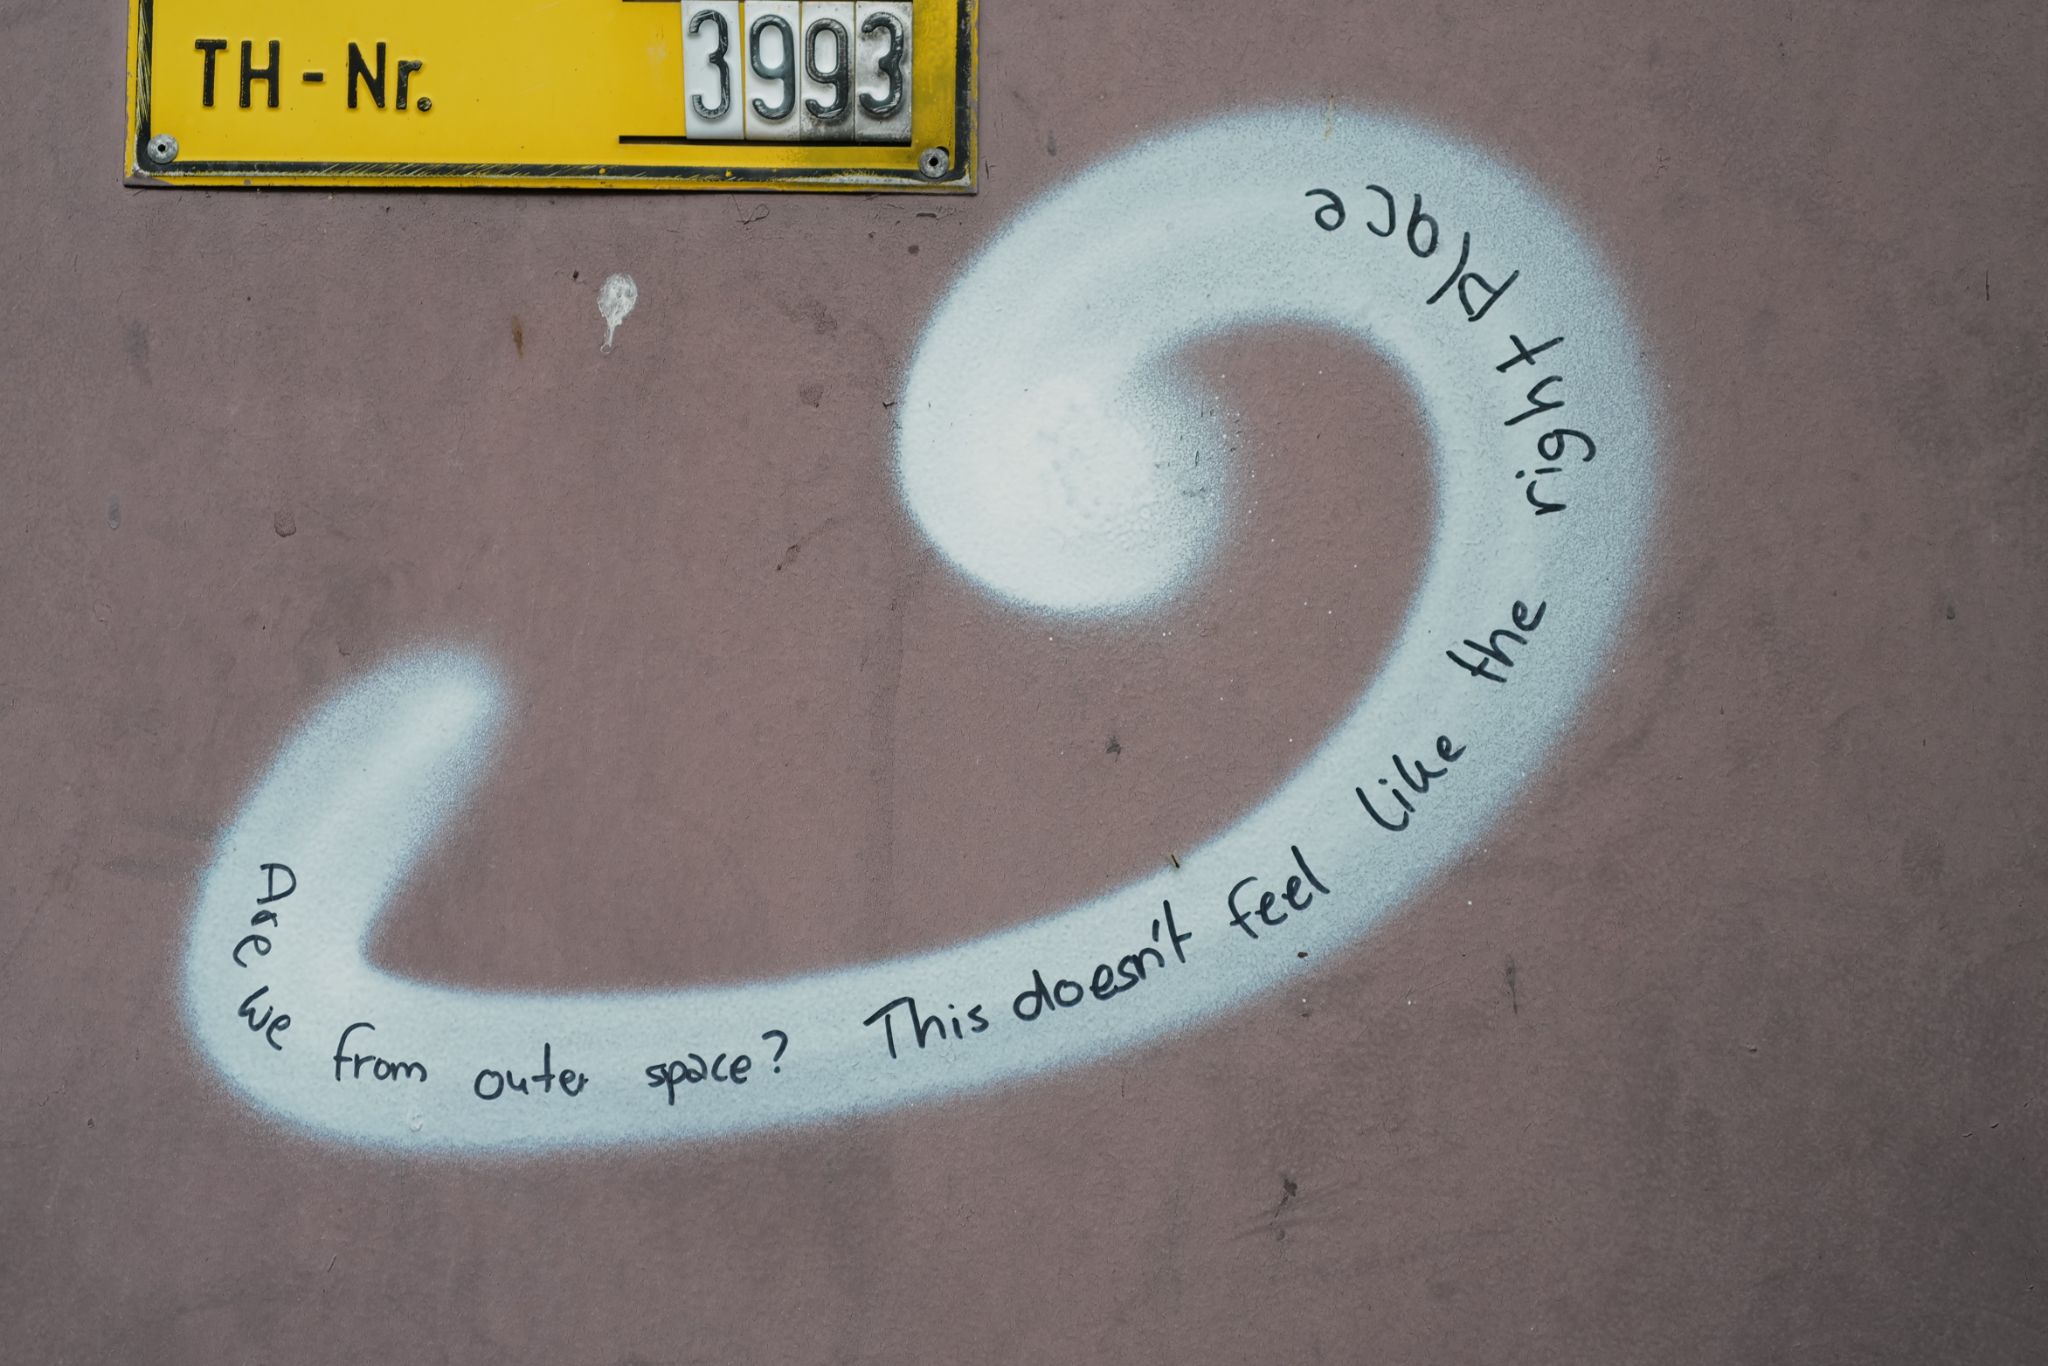 TH-Nr. 3993
Are we from outer space? This doesn't feel like the right place